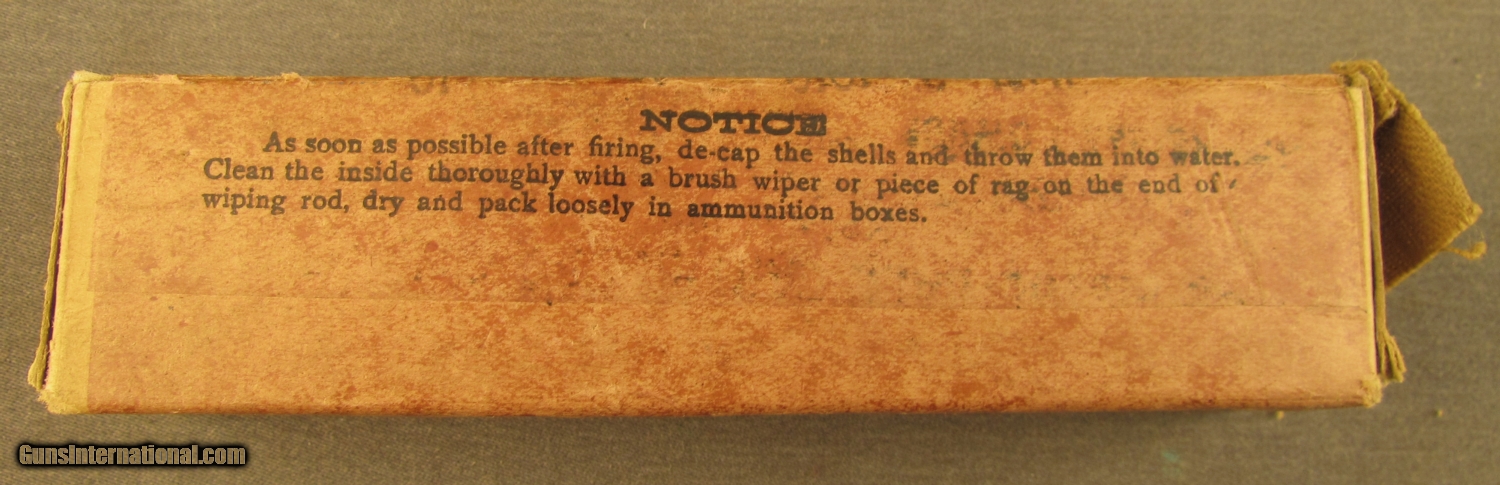 NOTICE
As soon as possible after firing, de-cap the shells and throw them into water.
Clean the inside thoroughly with a brush wiper or piece of rag on the end of
wiping rod, dry and pack loosely in ammunition boxes.
GunsInternational.com